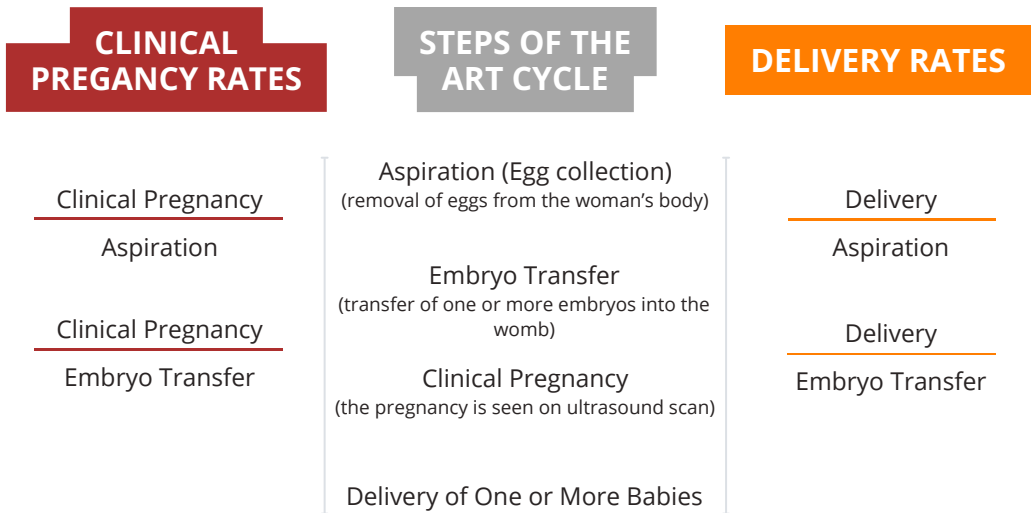 CLINICAL
PREGANCY RATES
STEPS OF THE
ART CYCLE
DELIVERY RATES
Clinical Pregnancy
Aspiration
Clinical Pregnancy
Embryo Transfer
Aspiration (Egg collection)
(removal of eggs from the woman's body)
Embryo Transfer
(transfer of one or more embryos into the
womb)
Clinical Pregnancy
(the pregnancy is seen on ultrasound scan)
Delivery of One or More Babies
Delivery
Aspiration
Delivery
Embryo Transfer